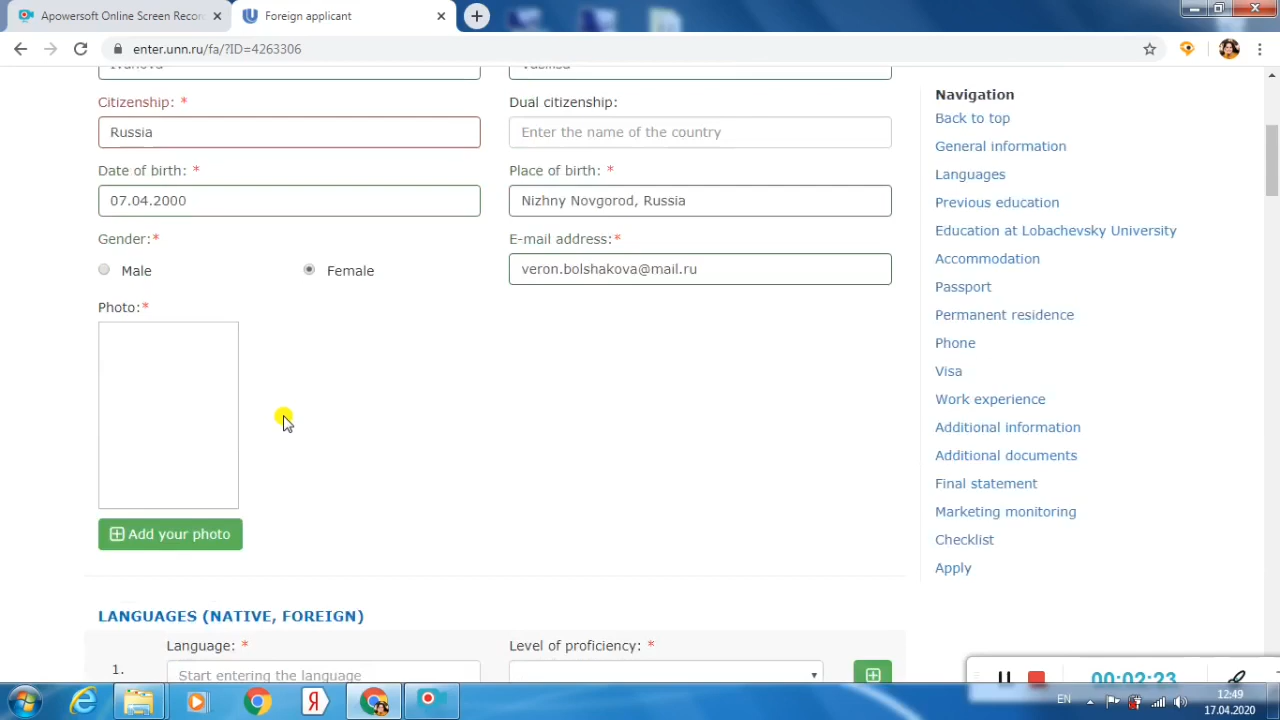 Apowersoft Online Screen Recor
Foreign applicant
enter.unn.ru/fa/?ID=4263306
Citizenship: *
Dual citizenship:
Russia
Enter the name of the country
Date of birth: *
Place of birth: *
07.04.2000
Nizhny Novgorod, Russia
Gender:*
E-mail address:*
Male
Female
veron.bolshakova@mail.ru
Photo:*
Add your photo
LANGUAGES (NATIVE, FOREIGN)
Language: *
Level of proficiency: *
1.
Start entering the language
Navigation
Back to top
General information
Languages
Previous education
Education at Lobachevsky University
Accommodation
Passport
Permanent residence
Phone
Visa
Work experience
Additional information
Additional documents
Final statement
Marketing monitoring
Checklist
Apply
00:02:23
Я
EN
12:49
17.04.2020